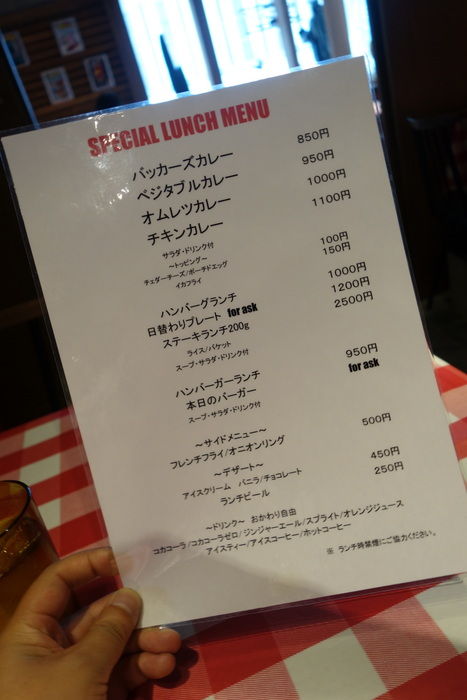 SPECIAL LUNCH MENU
バッカーズカレー 850円
ベジタブルカレー 950円
オムレツカレー 1000円
チキンカレー 1100円
サラダ・ドリンク付
~トッピング~ 100円
チェダーチーズ/ポーチドエッグ 150円
イカフライ
ハンバーグランチ 1000円
日替わりプレート for ask 1200円
ステーキランチ200g 2500円
ライス/バケット
スープ・サラダ・ドリンク付
ハンバーガーランチ 950円
本日のバーガー for ask
スープ・サラダ・ドリンク付
~サイドメニュー~
フレンチフライ/オニオンリング 500円
~デザート~
アイスクリーム バニラ/チョコレート 450円
ランチビール 250円
~ドリンク~ おかわり自由
コカコーラ/コカコーラゼロ/ジンジャーエール/スプライト/オレンジジュース
アイスティー/アイスコーヒー/ホットコーヒー
※ ランチ時禁煙にご協力ください。